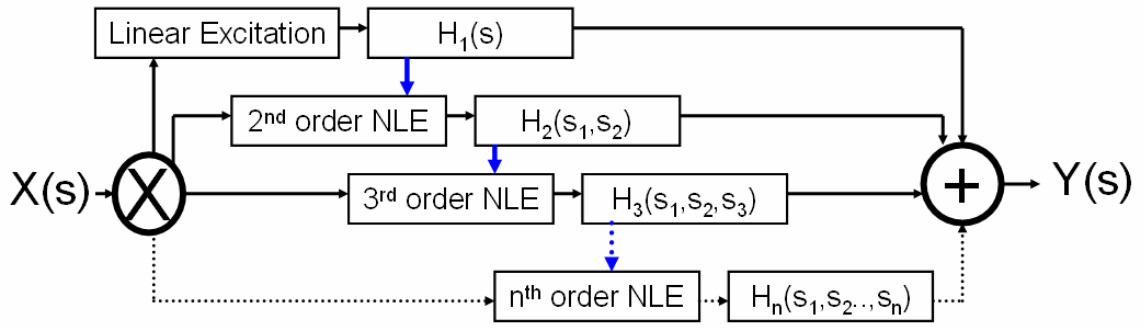 Linear Excitation
H₁(s)
2nd order NLE
H₂(s₁,s₂)
X(s)
X
3rd order NLE
H₃(s₁,s₂,s₃)
+
Y(s)
nth order NLE
Hₙ(s₁,s₂..,sₙ)